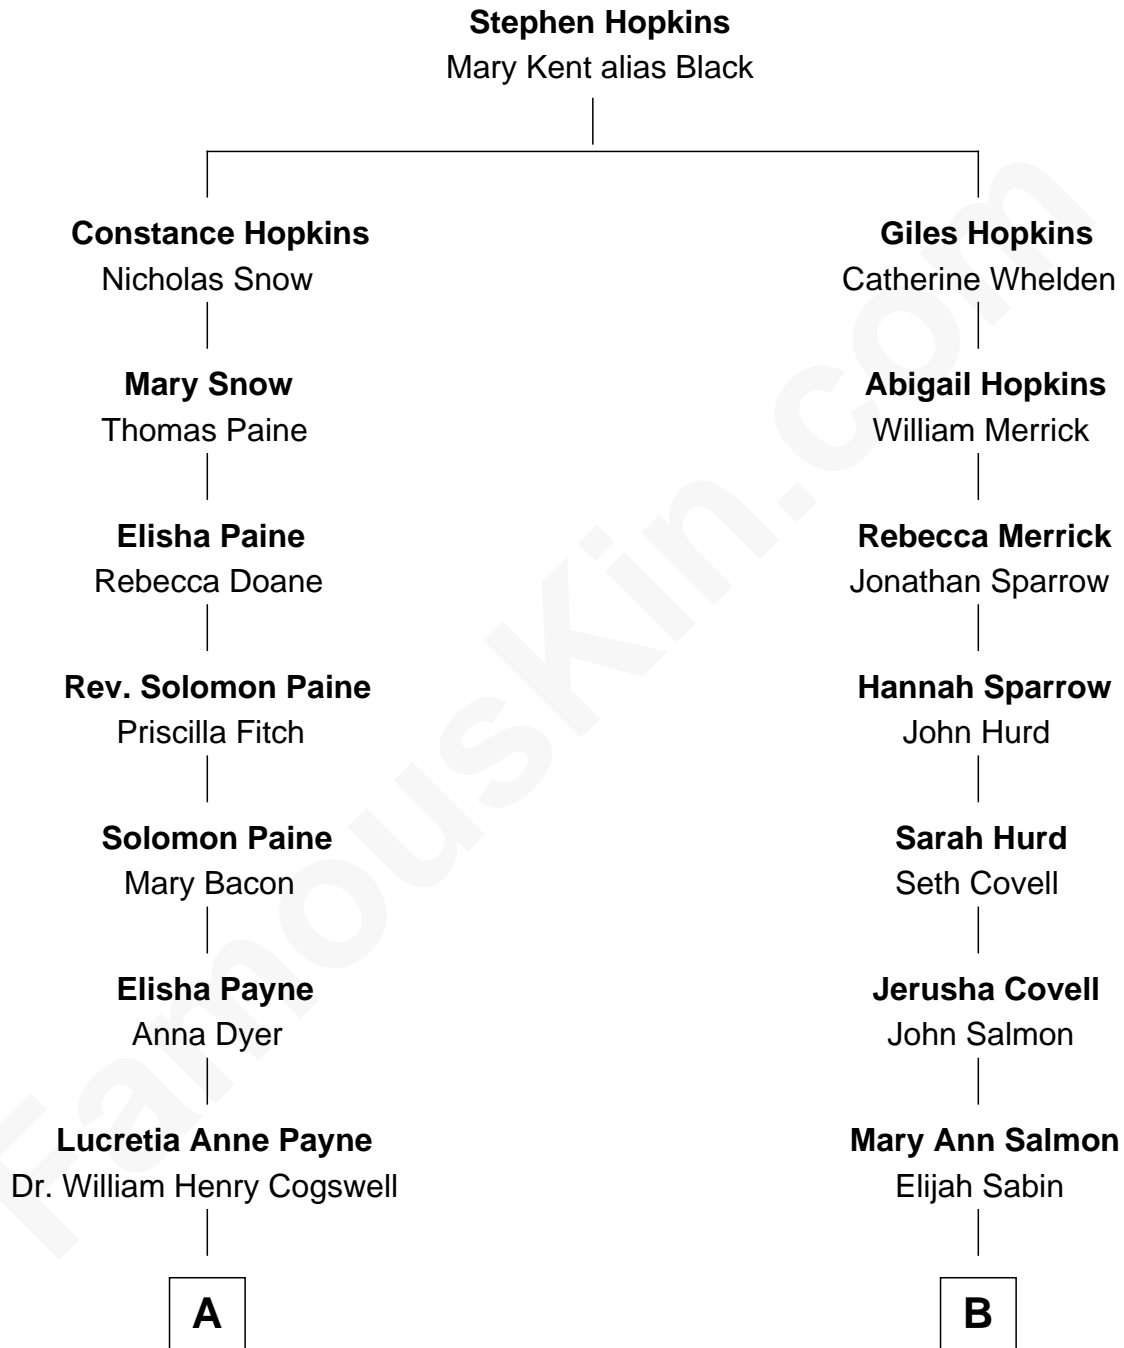 Stephen Hopkins
Mary Kent alias Black
Constance Hopkins
Nicholas Snow
Giles Hopkins
Catherine Whelden
Mary Snow
Thomas Paine
Abigail Hopkins
William Merrick
Elisha Paine
Rebecca Doane
Rebecca Merrick
Jonathan Sparrow
Rev. Solomon Paine
Priscilla Fitch
Hannah Sparrow
John Hurd
Solomon Paine
Mary Bacon
Sarah Hurd
Seth Covell
Elisha Payne
Anna Dyer
Jerusha Covell
John Salmon
Lucretia Anne Payne
Dr. William Henry Cogswell
Mary Ann Salmon
Elijah Sabin
A
B
FamousKin.com